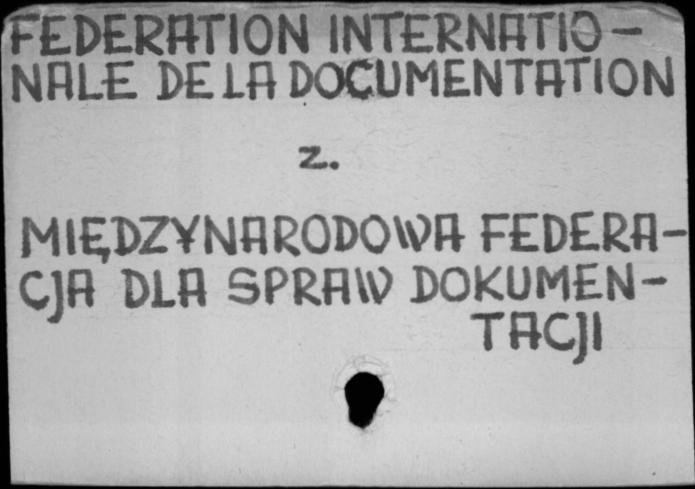 FEDERATION INTERNATIO-
NALE DE LA DOCUMENTATION
z.
MIĘDZYNARODOWA FEDERA-
CJA DLA SPRAW DOKUMEN-
TACJI